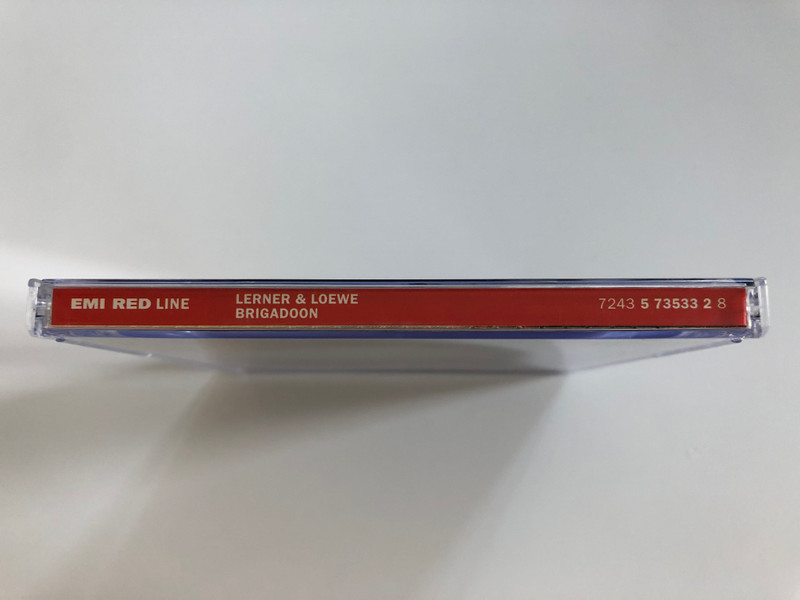 EMI RED LINE
LERNER & LOEWE
BRIGADOON
7243 5 73533 2 8